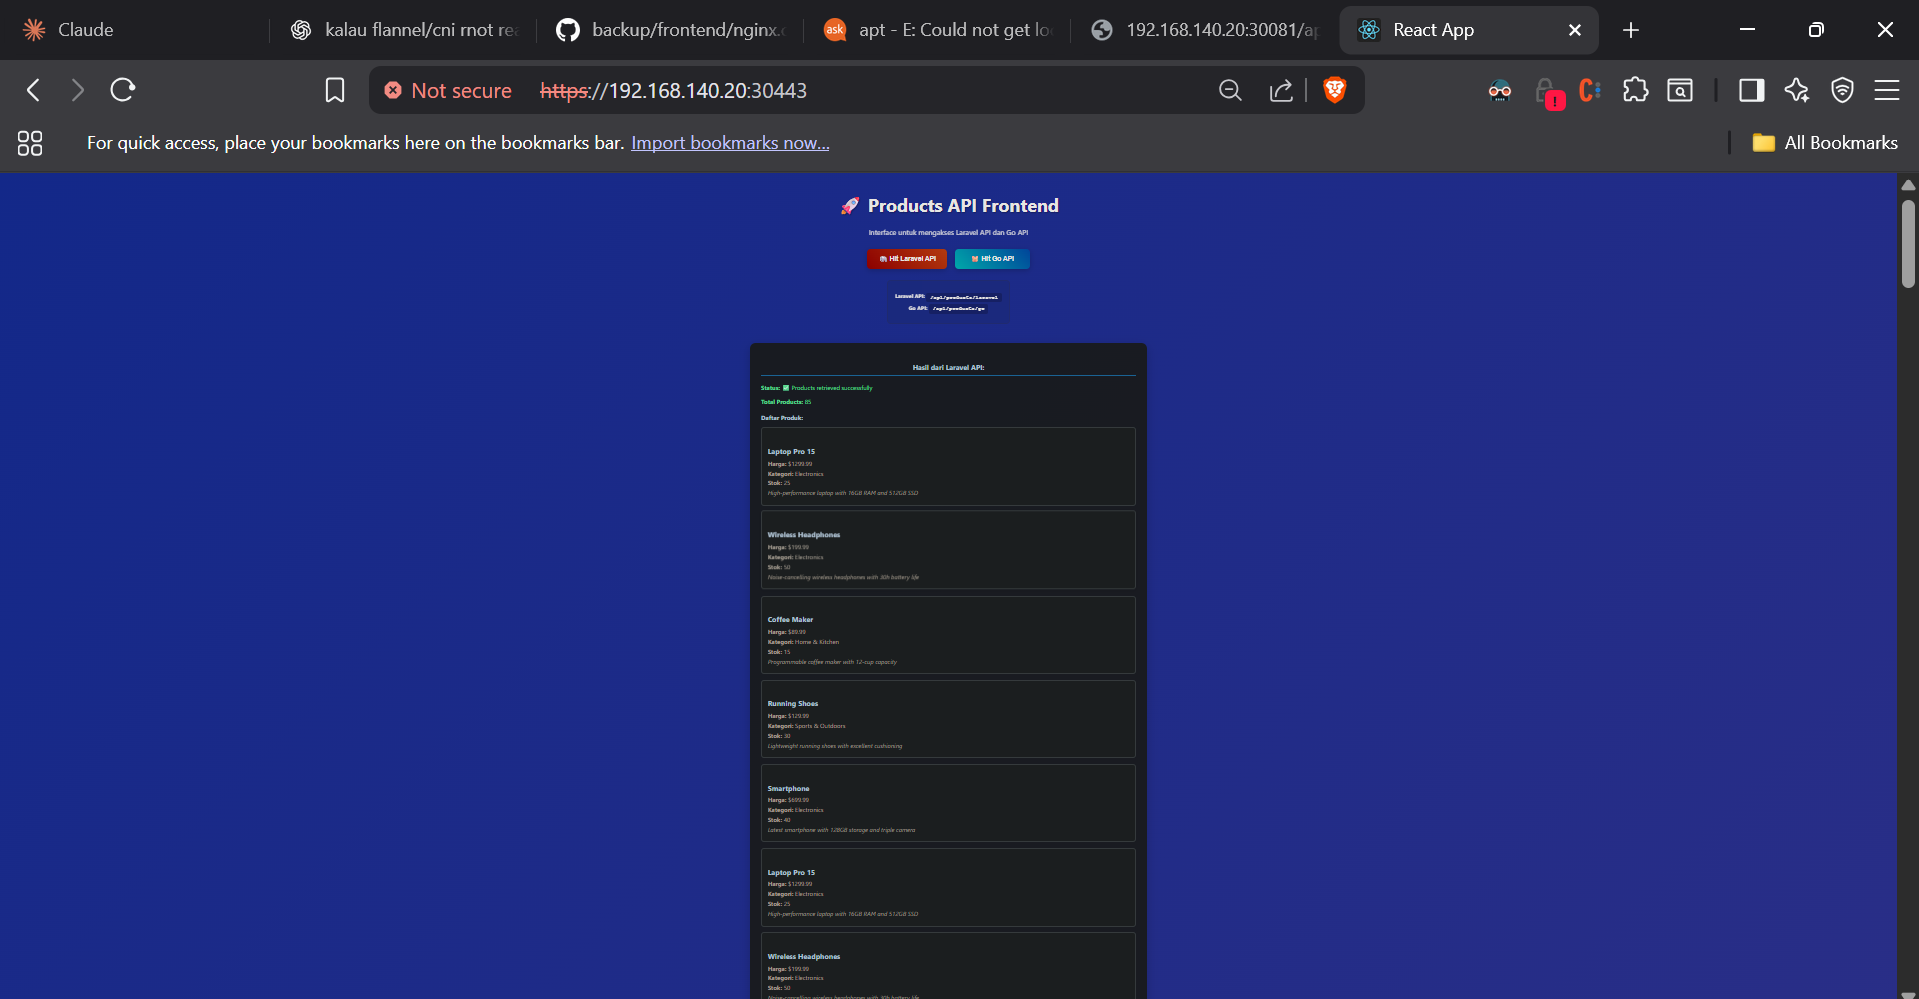 Claude
kalau flannel/cni rnot rea
backup/frontend/nginx.c
ask
apt - E: Could not get lo
192.168.140.20:30081/ap
React App
Not secure
https://192.168.140.20:30443
For quick access, place your bookmarks here on the bookmarks bar. Import bookmarks now...
All Bookmarks
Products API Frontend
Interface untuk mengakses Laravel API dan Go API
Hit Laravel API
Hit Go API
Laravel API: /api/products/laravel
Go API: /api/products/go
Hasil dari Laravel API:
Status: ✅ Products retrieved successfully
Total Products: 85
Daftar Produk:
Laptop Pro 15
Harga: $1299.99
Kategori: Electronics
Stok: 25
High-performance laptop with 16GB RAM and 512GB SSD
Wireless Headphones
Harga: $199.99
Kategori: Electronics
Stok: 50
Noise-cancelling wireless headphones with 30h battery life
Coffee Maker
Harga: $89.99
Kategori: Home & Kitchen
Stok: 15
Programmable coffee maker with 12-cup capacity
Running Shoes
Harga: $129.99
Kategori: Sports & Outdoors
Stok: 30
Lightweight running shoes with excellent cushioning
Smartphone
Harga: $699.99
Kategori: Electronics
Stok: 40
Latest smartphone with 128GB storage and triple camera
Laptop Pro 15
Harga: $1299.99
Kategori: Electronics
Stok: 25
High-performance laptop with 16GB RAM and 512GB SSD
Wireless Headphones
Harga: $199.99
Kategori: Electronics
Stok: 50
Noise-cancelling wireless headphones with 30h battery life